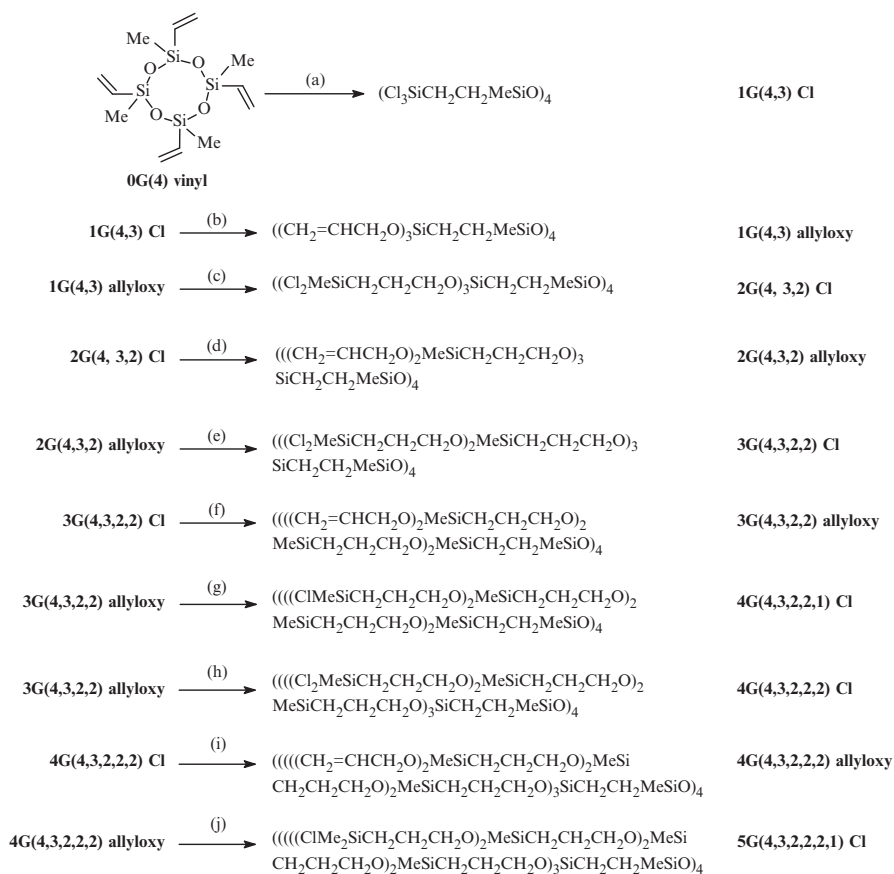 Me
Si
O
O
Me
Si
Si
O
O
Me
Si
Me
(a)
(Cl₃SiCH₂CH₂MeSiO)₄
1G(4,3) Cl
0G(4) vinyl
1G(4,3) Cl
(b)
((CH₂=CHCH₂O)₃SiCH₂CH₂MeSiO)₄
1G(4,3) allyloxy
1G(4,3) allyloxy
(c)
((Cl₂MeSiCH₂CH₂CH₂O)₃SiCH₂CH₂MeSiO)₄
2G(4, 3,2) Cl
2G(4, 3,2) Cl
(d)
(((CH₂=CHCH₂O)₂MeSiCH₂CH₂CH₂O)₃
SiCH₂CH₂MeSiO)₄
2G(4,3,2) allyloxy
2G(4,3,2) allyloxy
(e)
(((Cl₂MeSiCH₂CH₂CH₂O)₂MeSiCH₂CH₂CH₂O)₃
SiCH₂CH₂MeSiO)₄
3G(4,3,2,2) Cl
3G(4,3,2,2) Cl
(f)
((((CH₂=CHCH₂O)₂MeSiCH₂CH₂CH₂O)₂
MeSiCH₂CH₂CH₂O)₂MeSiCH₂CH₂MeSiO)₄
3G(4,3,2,2) allyloxy
3G(4,3,2,2) allyloxy
(g)
((((ClMeSiCH₂CH₂CH₂O)₂MeSiCH₂CH₂CH₂O)₂
MeSiCH₂CH₂CH₂O)₂MeSiCH₂CH₂MeSiO)₄
4G(4,3,2,2,1) Cl
3G(4,3,2,2) allyloxy
(h)
((((Cl₂MeSiCH₂CH₂CH₂O)₂MeSiCH₂CH₂CH₂O)₂
MeSiCH₂CH₂CH₂O)₃SiCH₂CH₂MeSiO)₄
4G(4,3,2,2,2) Cl
4G(4,3,2,2,2) Cl
(i)
(((((CH₂=CHCH₂O)₂MeSiCH₂CH₂CH₂O)₂MeSi
CH₂CH₂CH₂O)₂MeSiCH₂CH₂CH₂O)₃SiCH₂CH₂MeSiO)₄
4G(4,3,2,2,2) allyloxy
4G(4,3,2,2,2) allyloxy
(j)
(((((ClMe₂SiCH₂CH₂CH₂O)₂MeSiCH₂CH₂CH₂O)₂MeSi
CH₂CH₂CH₂O)₂MeSiCH₂CH₂CH₂O)₃SiCH₂CH₂MeSiO)₄
5G(4,3,2,2,2,1) Cl